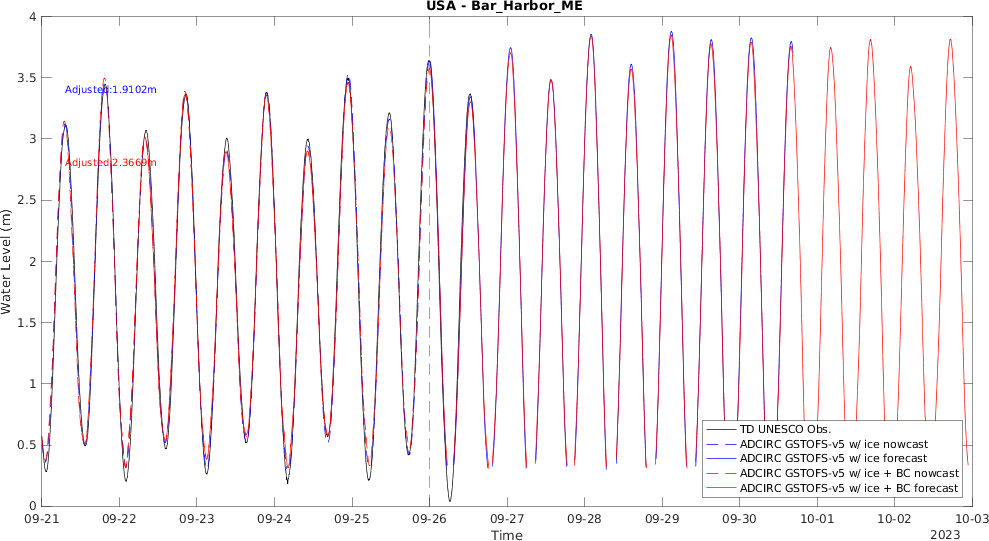 USA - Bar_Harbor_ME
4
3.5
3
2.5
2
1.5
1
0.5
0
Water Level (m)
Adjusted:1.9102m
Adjusted:2.3669m
TD UNESCO Obs.
ADCIRC GSTOFS-v5 w/ ice nowcast
ADCIRC GSTOFS-v5 w/ ice forecast
ADCIRC GSTOFS-v5 w/ ice + BC nowcast
ADCIRC GSTOFS-v5 w/ ice + BC forecast
09-21 09-22 09-23 09-24 09-25 09-26 09-27 09-28 09-29 09-30 10-01 10-02 10-03
Time
2023